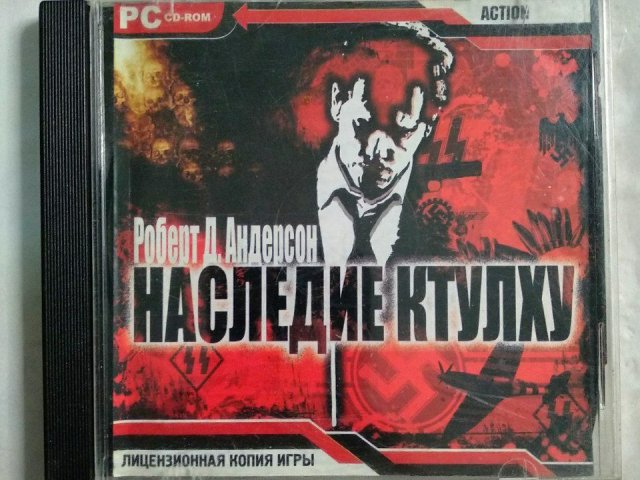 PC CD-ROM
ACTION
Роберт Д. Андерсон
НАСЛЕДИЕ КТУЛХУ
ЛИЦЕНЗИОННАЯ КОПИЯ ИГРЫ